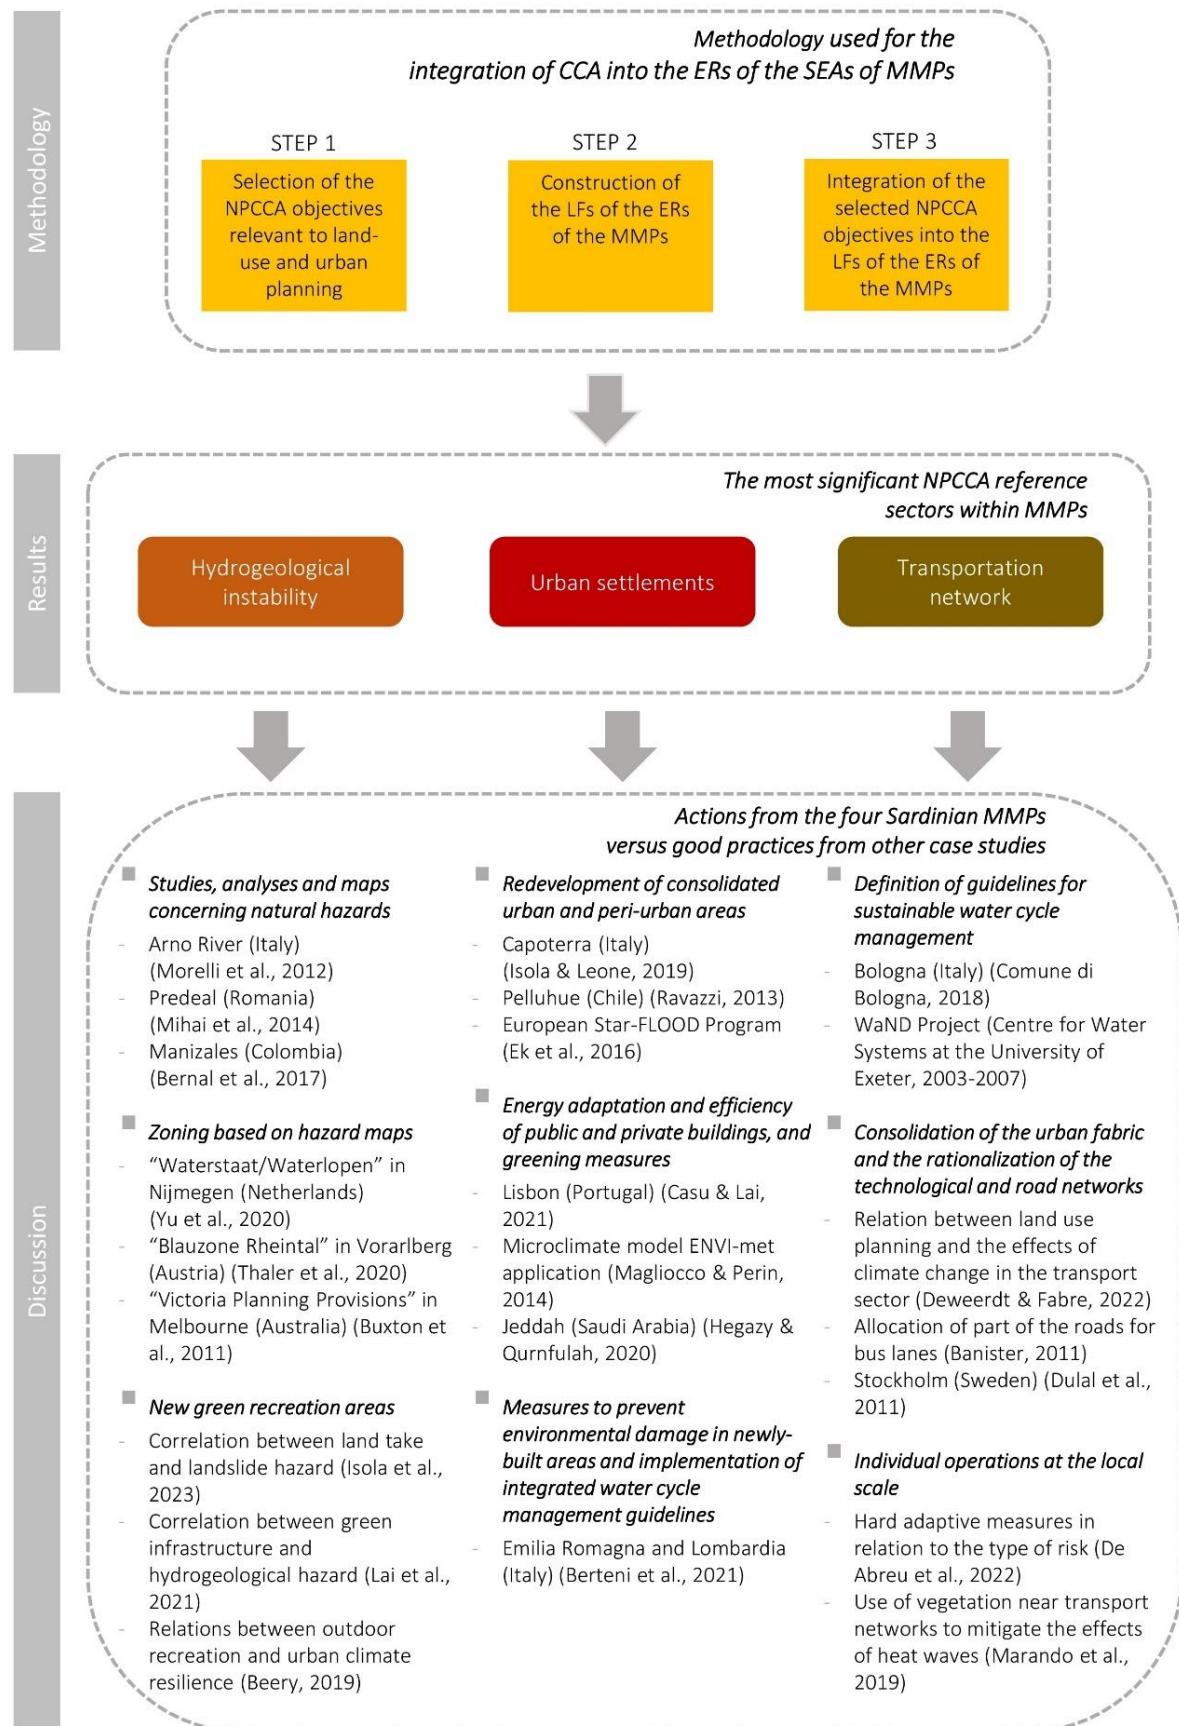 Methodology
Methodology used for the
integration of CCA into the ERs of the SEAs of MMPs
STEP 1
Selection of the
NPCCA objectives
relevant to land-
use and urban
planning
STEP 2
Construction of
the LFs of the ERs
of the MMPs
STEP 3
Integration of the
selected NPCCA
objectives into the
LFs of the ERs of
the MMPs
Results
The most significant NPCCA reference
sectors within MMPs
Hydrogeological
instability
Urban settlements
Transportation
network
Discussion
Actions from the four Sardinian MMPs
versus good practices from other case studies
Studies, analyses and maps
concerning natural hazards
- Arno River (Italy)
(Morelli et al., 2012)
- Predeal (Romania)
(Mihai et al., 2014)
- Manizales (Colombia)
(Bernal et al., 2017)
Zoning based on hazard maps
- “Waterstaat/Waterlopen” in
Nijmegen (Netherlands)
(Yu et al., 2020)
- “Blauzone Rheintal” in Vorarlberg
(Austria) (Thaler et al., 2020)
- “Victoria Planning Provisions” in
Melbourne (Australia) (Buxton et
al., 2011)
New green recreation areas
- Correlation between land take
and landslide hazard (Isola et al.,
2023)
- Correlation between green
infrastructure and
hydrogeological hazard (Lai et al.,
2021)
- Relations between outdoor
recreation and urban climate
resilience (Beery, 2019)
Redevelopment of consolidated
urban and peri-urban areas
- Capoterra (Italy)
(Isola & Leone, 2019)
- Pelluhue (Chile) (Ravazzi, 2013)
- European Star-FLOOD Program
(Ek et al., 2016)
Energy adaptation and efficiency
of public and private buildings, and
greening measures
- Lisbon (Portugal) (Casu & Lai,
2021)
- Microclimate model ENVI-met
application (Magliocco & Perin,
2014)
- Jeddah (Saudi Arabia) (Hegazy &
Qurnfulah, 2020)
Measures to prevent
environmental damage in newly-
built areas and implementation of
integrated water cycle
management guidelines
- Emilia Romagna and Lombardia
(Italy) (Berteni et al., 2021)
Definition of guidelines for
sustainable water cycle
management
- Bologna (Italy) (Comune di
Bologna, 2018)
- WaND Project (Centre for Water
Systems at the University of
Exeter, 2003-2007)
Consolidation of the urban fabric
and the rationalization of the
technological and road networks
- Relation between land use
planning and the effects of
climate change in the transport
sector (Deweerdt & Fabre, 2022)
- Allocation of part of the roads for
bus lanes (Banister, 2011)
- Stockholm (Sweden) (Dulal et al.,
2011)
Individual operations at the local
scale
- Hard adaptive measures in
relation to the type of risk (De
Abreu et al., 2022)
- Use of vegetation near transport
networks to mitigate the effects
of heat waves (Marando et al.,
2019)